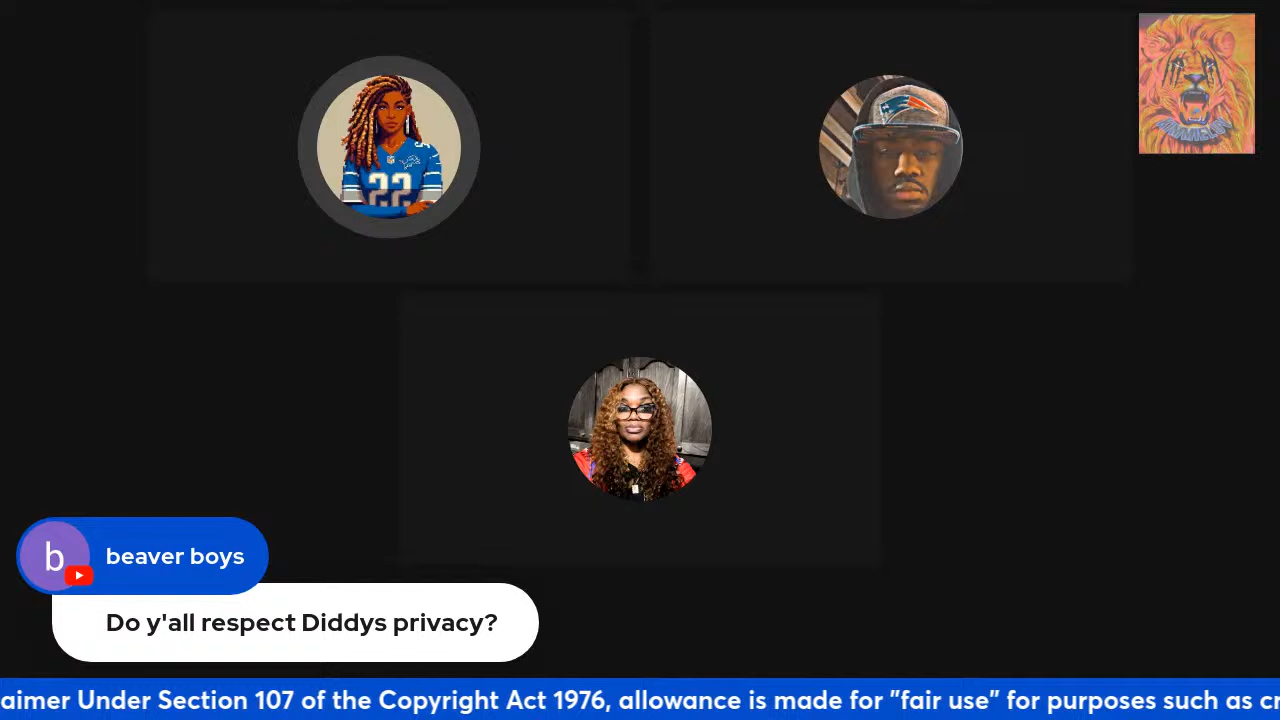 22
b
beaver boys
Do y'all respect Diddys privacy?
aimer Under Section 107 of the Copyright Act 1976, allowance is made for "fair use" for purposes such as cr